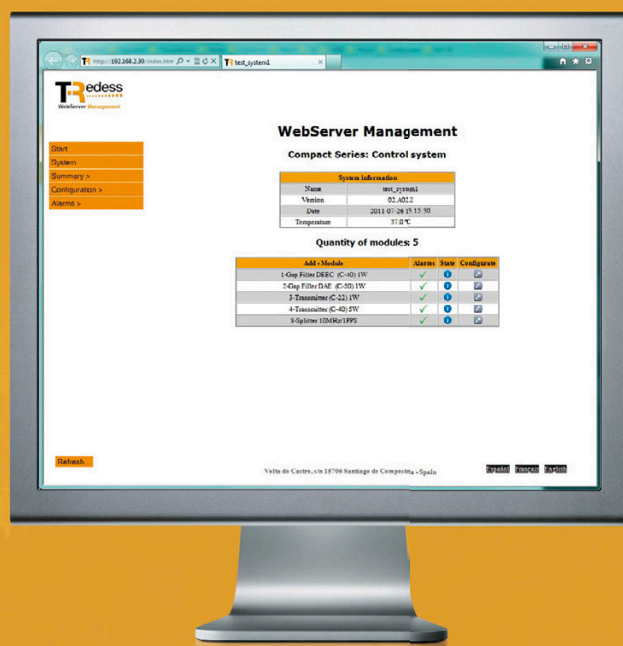 http://192.168.2.30/index.htm
test_system1
TRedess
WebServer Management
WebServer Management
Compact Series: Control system
Start
System
Summary >
Configuration >
Alarms >
System information
Name test_system1
Version 02.A012
Date 2011-07-26 13:15:30
Temperature 37.0 ºC
Quantity of modules: 5
Add - Module Alarms State Configurate
1-Gap Filler DEEC (C-40) 1W
2-Gap Filler DAE (C-50) 1W
3-Transmitter (C-22) 1W
4-Transmitter (C-40) 5W
8-Splitter 10MHz/1PPS
Refresh
Volta do Castro, s/n 15706 Santiago de Compostela - Spain
Español Français English